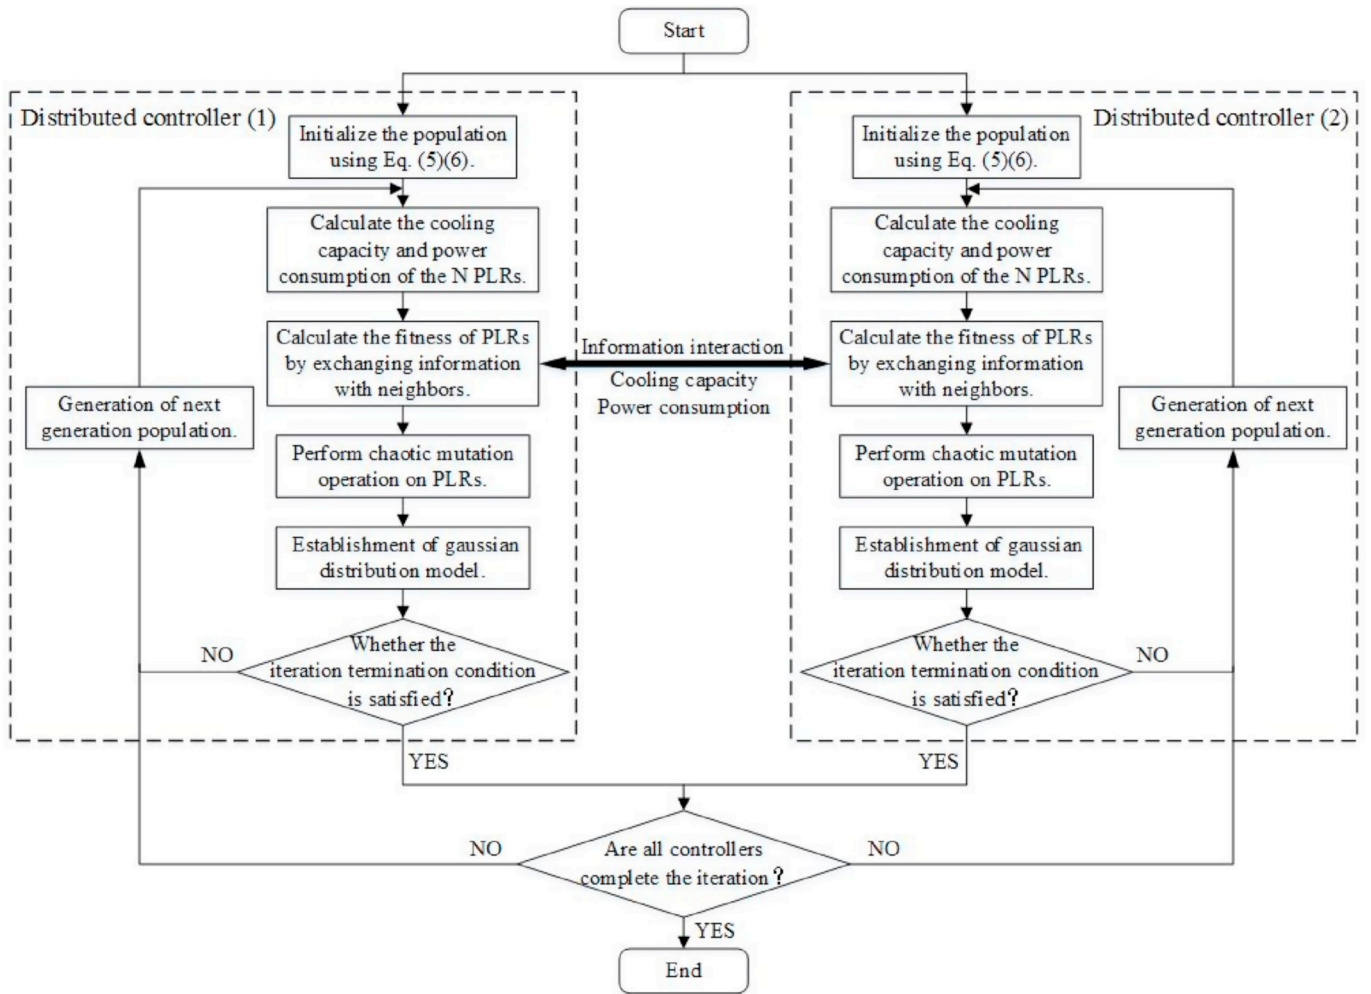 Start
Distributed controller (1)
Initialize the population
using Eq. (5)(6).
Calculate the cooling
capacity and power
consumption of the N PLRs.
Calculate the fitness of PLRs
by exchanging information
with neighbors.
Generation of next
generation population.
Perform chaotic mutation
operation on PLRs.
Establishment of gaussian
distribution model.
Whether the
iteration termination condition
is satisfied?
NO
YES
Information interaction
Cooling capacity
Power consumption
Distributed controller (2)
Initialize the population
using Eq. (5)(6).
Calculate the cooling
capacity and power
consumption of the N PLRs.
Calculate the fitness of PLRs
by exchanging information
with neighbors.
Generation of next
generation population.
Perform chaotic mutation
operation on PLRs.
Establishment of gaussian
distribution model.
Whether the
iteration termination condition
is satisfied?
NO
YES
NO
Are all controllers
complete the iteration?
NO
YES
End